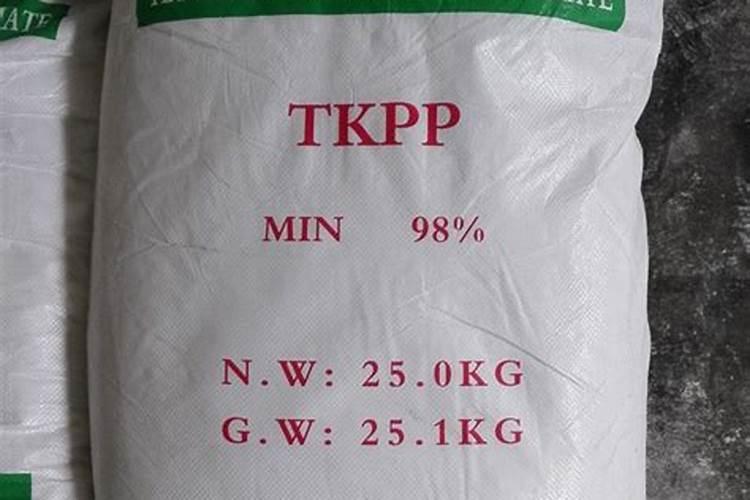 TKPP
MIN 98%
N.W: 25.0KG
G.W: 25.1KG